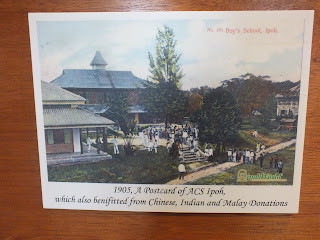 Boy's School, Ipoh.
1905, A Postcard of ACS Ipoh,
which also benifitted from Chinese, Indian and Malay Donations